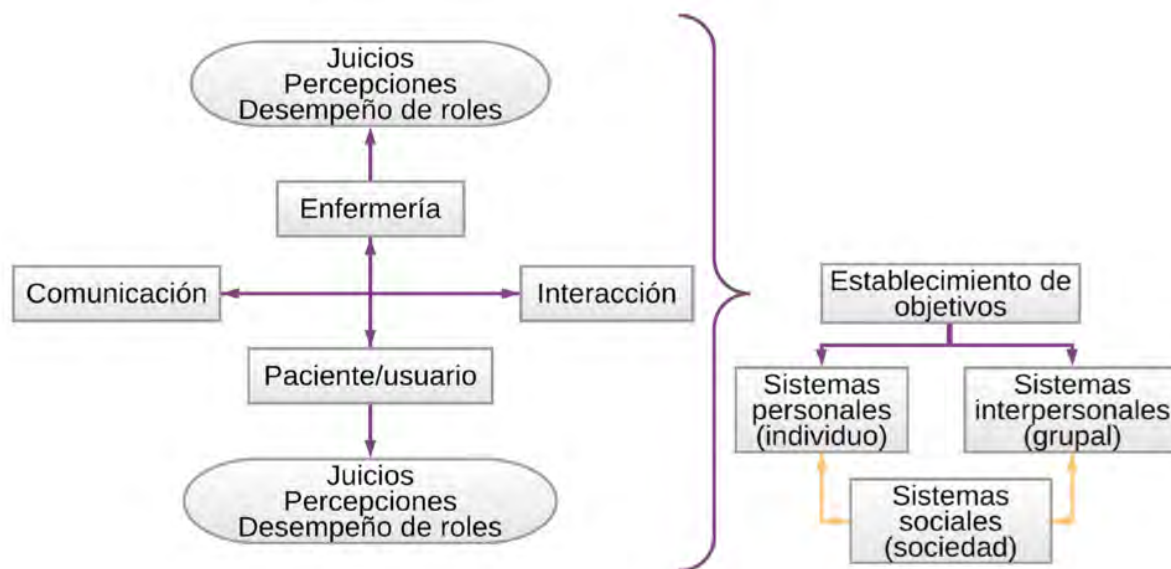 Juicios
Percepciones
Desempeño de roles
Enfermería
Comunicación
Interacción
Paciente/usuario
Juicios
Percepciones
Desempeño de roles
Establecimiento de
objetivos
Sistemas
personales
(individuo)
Sistemas
interpersonales
(grupal)
Sistemas
sociales
(sociedad)